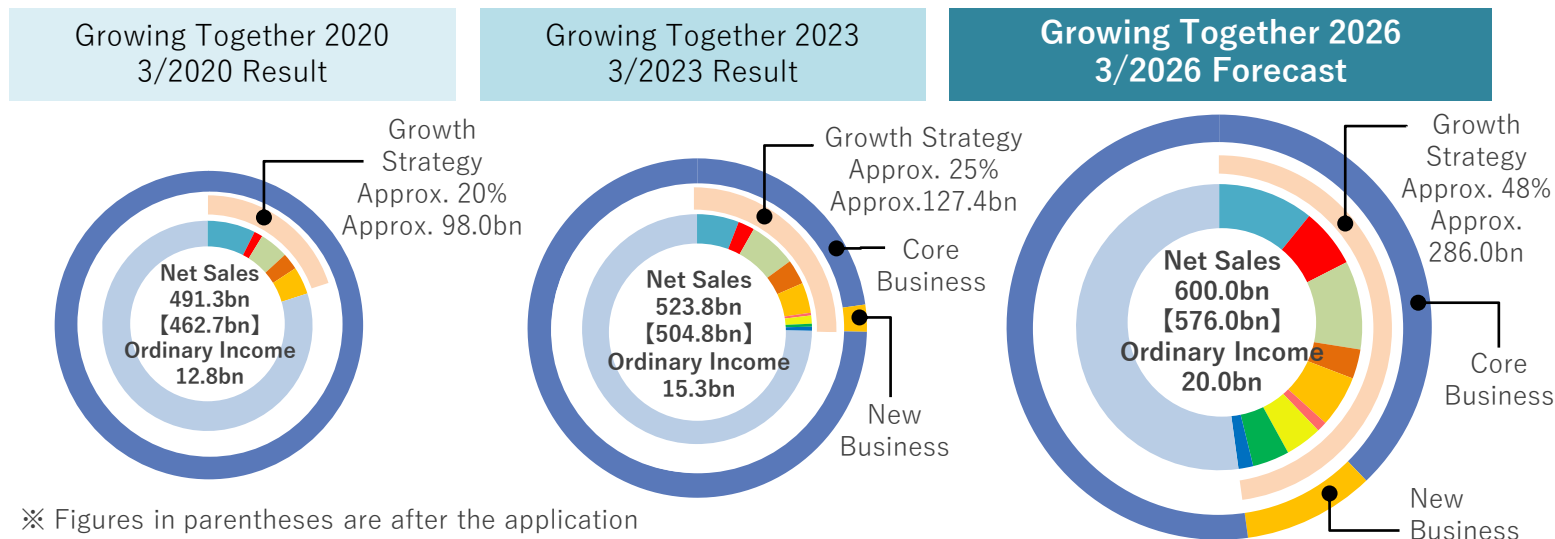 Growing Together 2020
3/2020 Result
Growing Together 2023
3/2023 Result
Growing Together 2026
3/2026 Forecast
Growth
Strategy
Approx. 20%
Approx. 98.0bn
Net Sales
491.3bn
【462.7bn】
Ordinary Income
12.8bn
Growth Strategy
Approx. 25%
Approx.127.4bn
Core
Business
New
Business
Net Sales
523.8bn
【504.8bn】
Ordinary Income
15.3bn
Growth
Strategy
Approx. 48%
Approx.
286.0bn
Core
Business
New
Business
Net Sales
600.0bn
【576.0bn】
Ordinary Income
20.0bn
※ Figures in parentheses are after the application